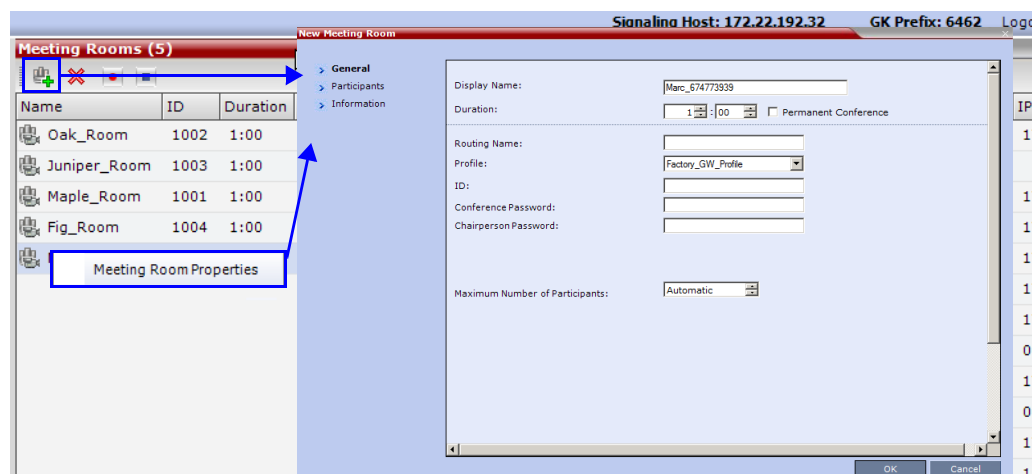 Signaling Host: 172.22.192.32 GK Prefix: 6462
New Meeting Room
Meeting Rooms (5)
Name ID Duration
Oak_Room 1002 1:00
Juniper_Room 1003 1:00
Maple_Room 1001 1:00
Fig_Room 1004 1:00
Meeting Room Properties
General
Participants
Information
Display Name: Marc_674773939
Duration: 1 : 00 Permanent Conference
Routing Name:
Profile: Factory_GW_Profile
ID:
Conference Password:
Chairperson Password:
Maximum Number of Participants: Automatic
OK Cancel